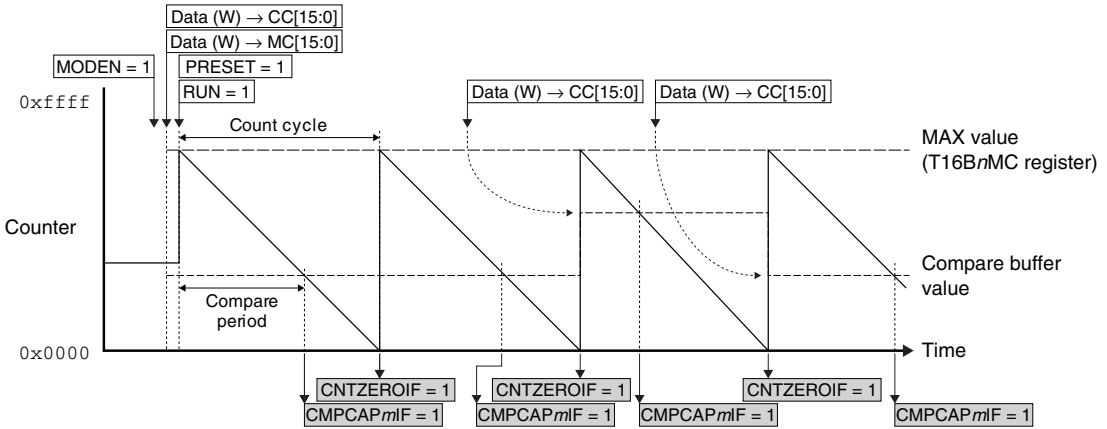 Data (W) → CC[15:0]
Data (W) → MC[15:0]
MODEN = 1
PRESET = 1
RUN = 1
Data (W) → CC[15:0]
Data (W) → CC[15:0]
0xffff
Count cycle
MAX value
(T16BnMC register)
Counter
Compare buffer
value
Compare
period
0x0000
Time
CNTZEROIF = 1
CNTZEROIF = 1
CNTZEROIF = 1
CMPCAPmIF = 1
CMPCAPmIF = 1
CMPCAPmIF = 1
CMPCAPmIF = 1